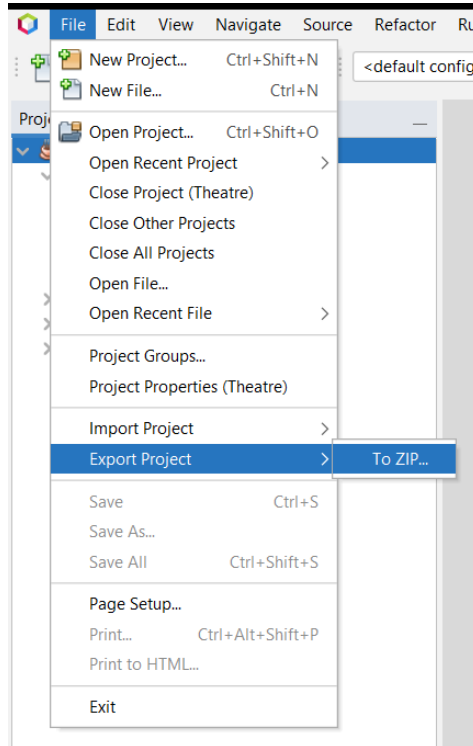 File Edit View Navigate Source Refactor Ru
<default config
Proj
New Project... Ctrl+Shift+N
New File... Ctrl+N
Open Project... Ctrl+Shift+O
Open Recent Project
Close Project (Theatre)
Close Other Projects
Close All Projects
Open File...
Open Recent File
Project Groups...
Project Properties (Theatre)
Import Project
Export Project To ZIP...
Save Ctrl+S
Save As...
Save All Ctrl+Shift+S
Page Setup...
Print... Ctrl+Alt+Shift+P
Print to HTML...
Exit